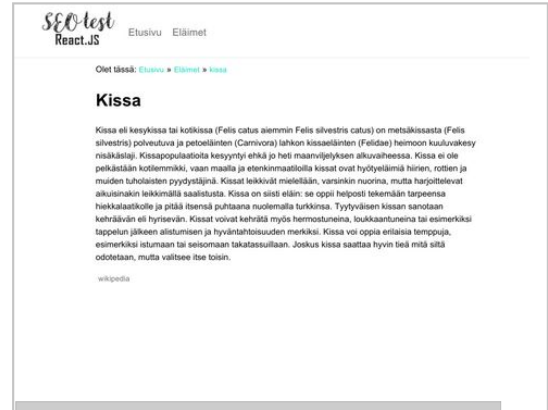 SEO test
React.JS
Etusivu Eläimet
Olet tässä: Etusivu » Eläimet » kissa
Kissa
Kissa eli kesykissa tai kotikissa (Felis catus aiemmin Felis silvestris catus) on metsäkissasta (Felis
silvestris) polveutuva ja petoeläinten (Carnivora) lahkon kissaeläinten (Felidae) heimoon kuuluvakesy
nisäkäslaji. Kissapopulaatioita kesyyntyi ehkä jo heti maanviljelyksen alkuvaiheessa. Kissa ei ole
pelkästään kotilemmikki, vaan maalla ja etenkinmaatiloilla kissat ovat hyötyeläimiä hiirien, rottien ja
muiden tuholaisten pyydystäjinä. Kissat leikkivät mielellään, varsinkin nuorina, mutta harjoittelevat
aikuisinakin leikkimällä saalistusta. Kissa on siisti eläin: se oppii helposti tekemään tarpeensa
hiekkalaatikolle ja pitää itsensä puhtaana nuolemalla turkkinsa. Tyytyväisen kissan sanotaan
kehräävän eli hyrisevän. Kissat voivat kehrätä myös hermostuneina, loukkaantuneina tai esimerkiksi
tappelun jälkeen alistumisen ja hyväntahtoisuuden merkiksi. Kissa voi oppia erilaisia temppuja,
esimerkiksi istumaan tai seisomaan takatassuillaan. Joskus kissa saattaa hyvin tieä mitä siltä
odotetaan, mutta valitsee itse toisin.
wikipedia